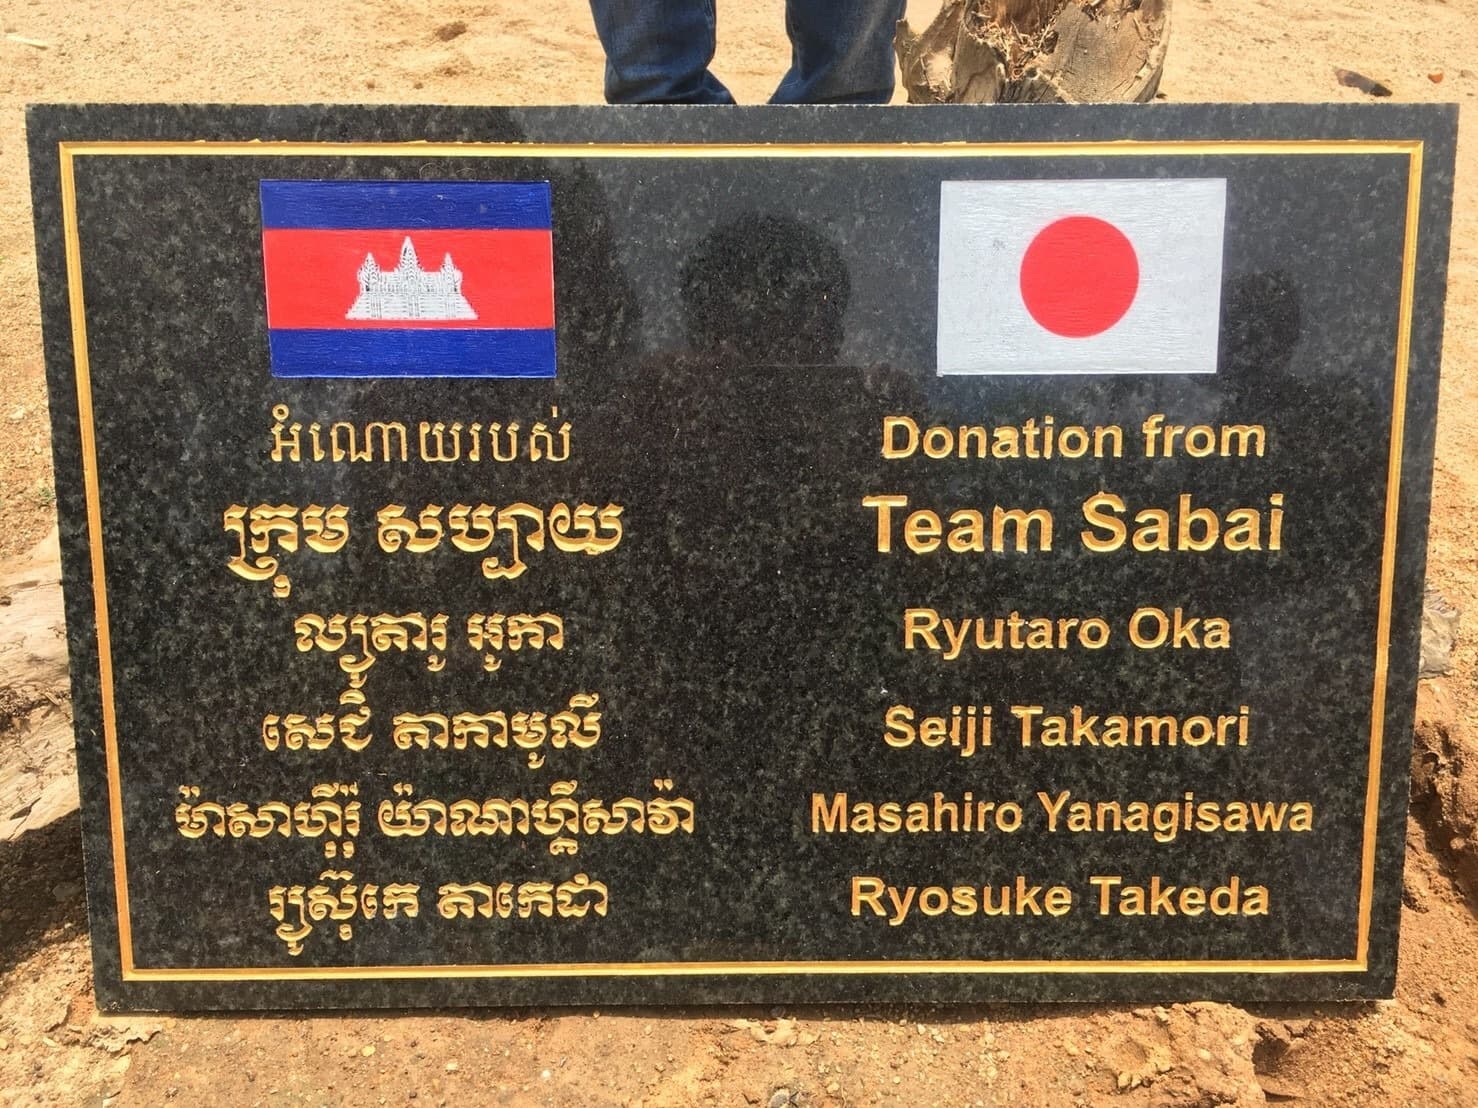 អំណោយរបស់
ក្រុម សប្បាយ
ល្យូតារូ អូកា
សេជិ តាកាមូលី
ម៉ាសាហ៊ីរ៉ូ យ៉ាណាហ្គីសាវ៉ា
រ្យូស៊ុកេ តាកេដា
Donation from
Team Sabai
Ryutaro Oka
Seiji Takamori
Masahiro Yanagisawa
Ryosuke Takeda